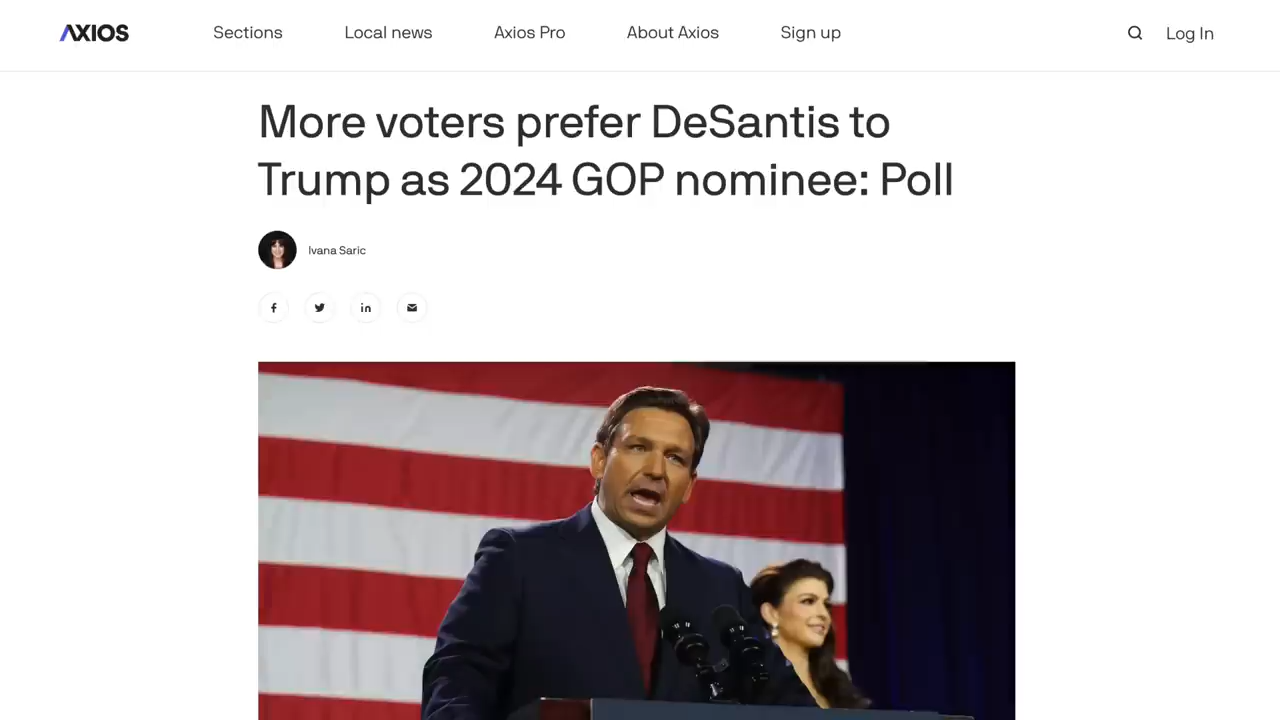 AXIOS Sections Local news Axios Pro About Axios Sign up Log In
More voters prefer DeSantis to
Trump as 2024 GOP nominee: Poll
Ivana Saric